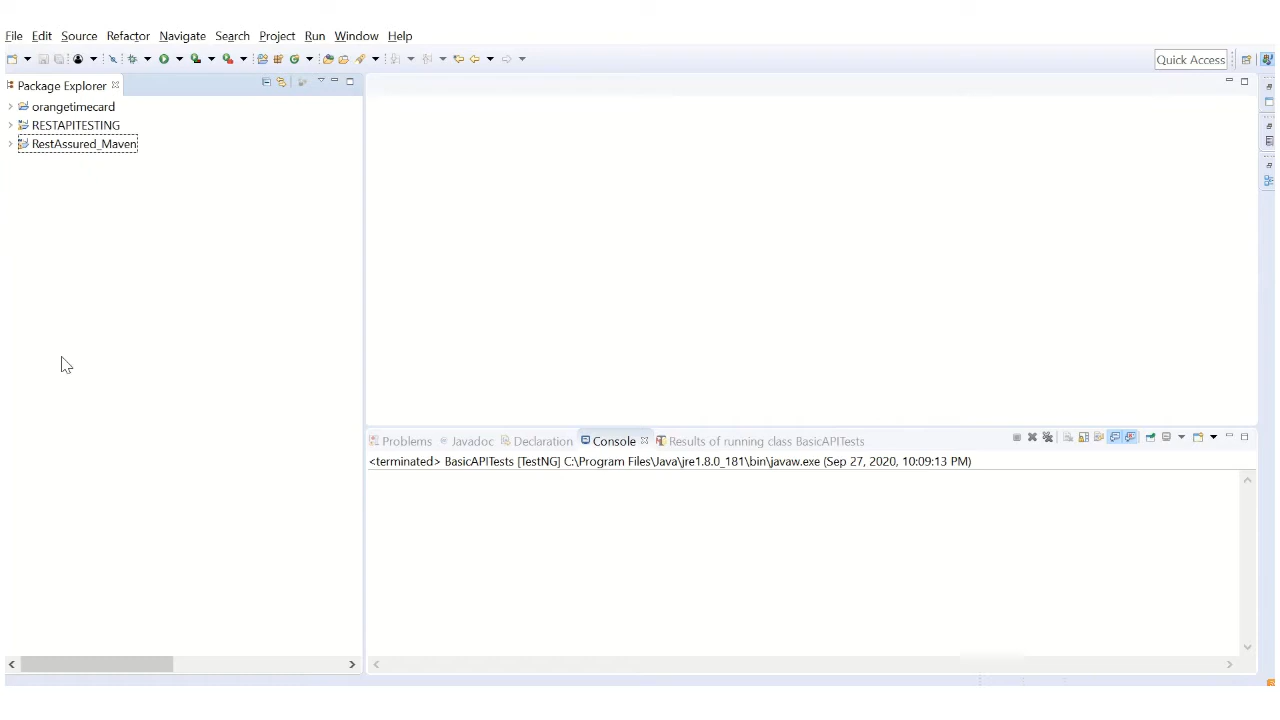 File Edit Source Refactor Navigate Search Project Run Window Help
Quick Access
Package Explorer
orangetimecard
RESTAPITESTING
RestAssured_Maven
Problems Javadoc Declaration Console Results of running class BasicAPITests
<terminated> BasicAPITests [TestNG] C:\Program Files\Java\jre1.8.0_181\bin\javaw.exe (Sep 27, 2020, 10:09:13 PM)